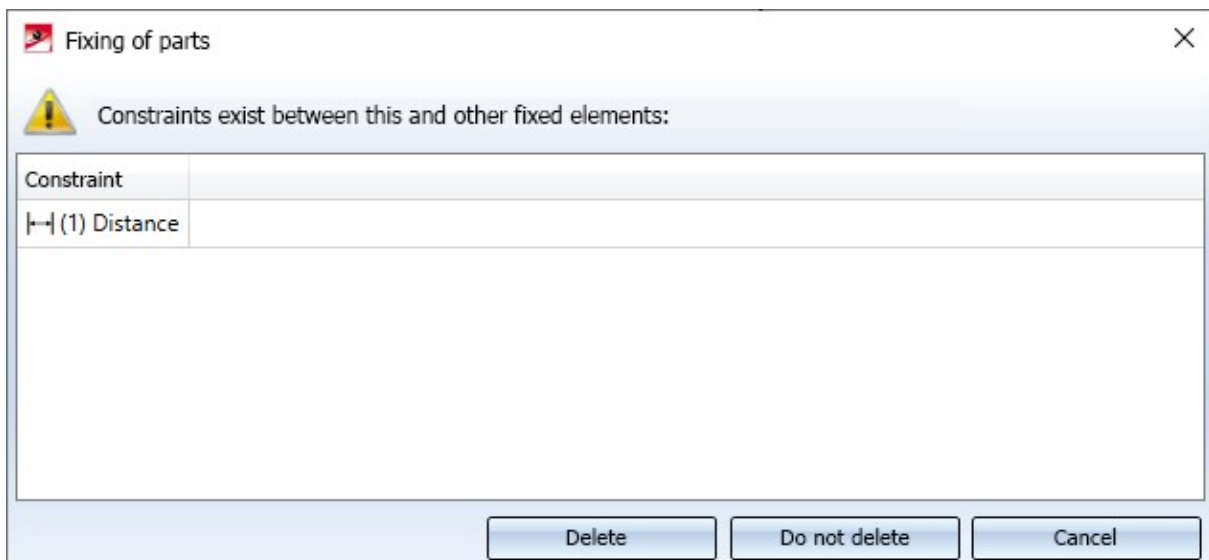 Fixing of parts
Constraints exist between this and other fixed elements:
Constraint
(1) Distance
Delete Do not delete Cancel